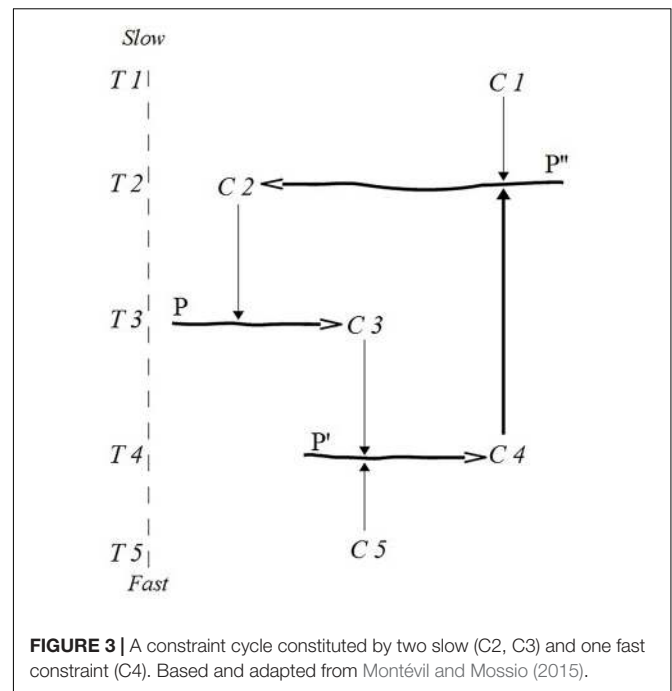 Slow
T 1
C 1
P"
T 2
C 2
P
T 3
C 3
P'
T 4
C 4
T 5
C 5
Fast
FIGURE 3 | A constraint cycle constituted by two slow (C2, C3) and one fast
constraint (C4). Based and adapted from Montévil and Mossio (2015).